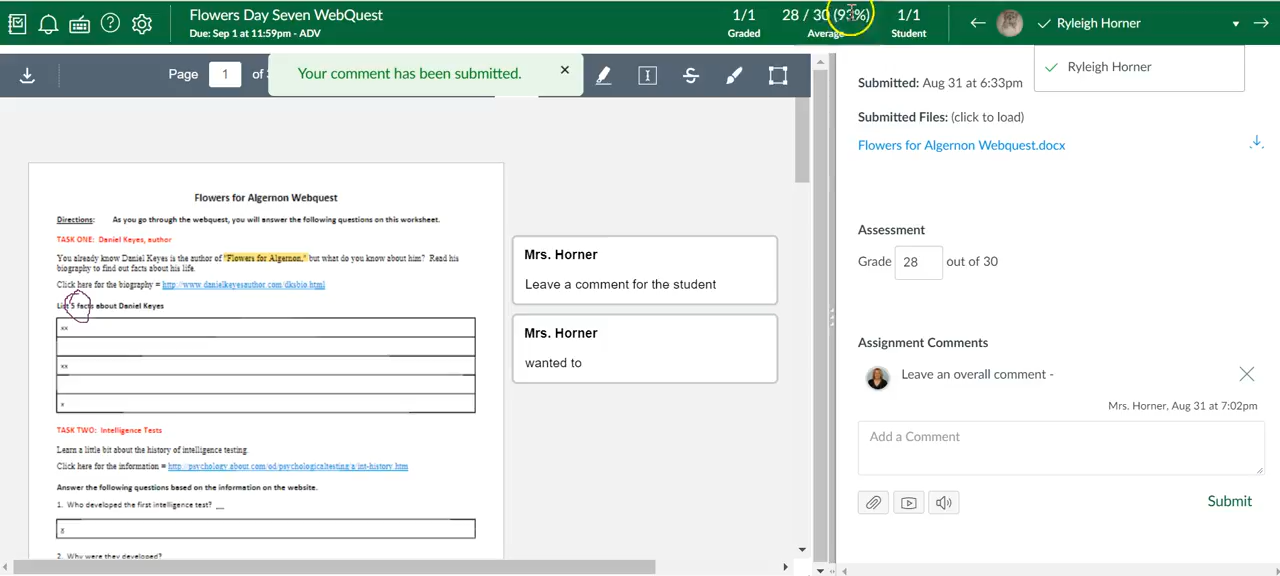 Flowers Day Seven WebQuest
Due: Sep 1 at 11:59pm - ADV
1/1
Graded
28 / 30 (93%)
Average
1/1
Student
Ryleigh Horner
Ryleigh Horner
Page 1 of
Your comment has been submitted.
Flowers for Algernon Webquest
Directions: As you go through the webquest, you will answer the following questions on this worksheet.
TASK ONE: Daniel Keyes, author
You already know Daniel Keyes is the author of "Flowers for Algernon," but what do you know about him? Read his
biography to find out facts about his life.
Click here for the biography = http://www.danielkeyesauthor.com/dksbio.html
List 5 facts about Daniel Keyes
xx
xx
x
TASK TWO: Intelligence Tests
Learn a little bit about the history of intelligence testing.
Click here for the information = http://psychology.about.com/od/psychologicaltesting/a/int-history.htm
Answer the following questions based on the information on the website.
1. Who developed the first intelligence test? __
2. Why were they developed?
Mrs. Horner
Leave a comment for the student
Mrs. Horner
wanted to
Submitted: Aug 31 at 6:33pm
Submitted Files: (click to load)
Flowers for Algernon Webquest.docx
Assessment
Grade 28 out of 30
Assignment Comments
Leave an overall comment -
Mrs. Horner, Aug 31 at 7:02pm
Add a Comment
Submit